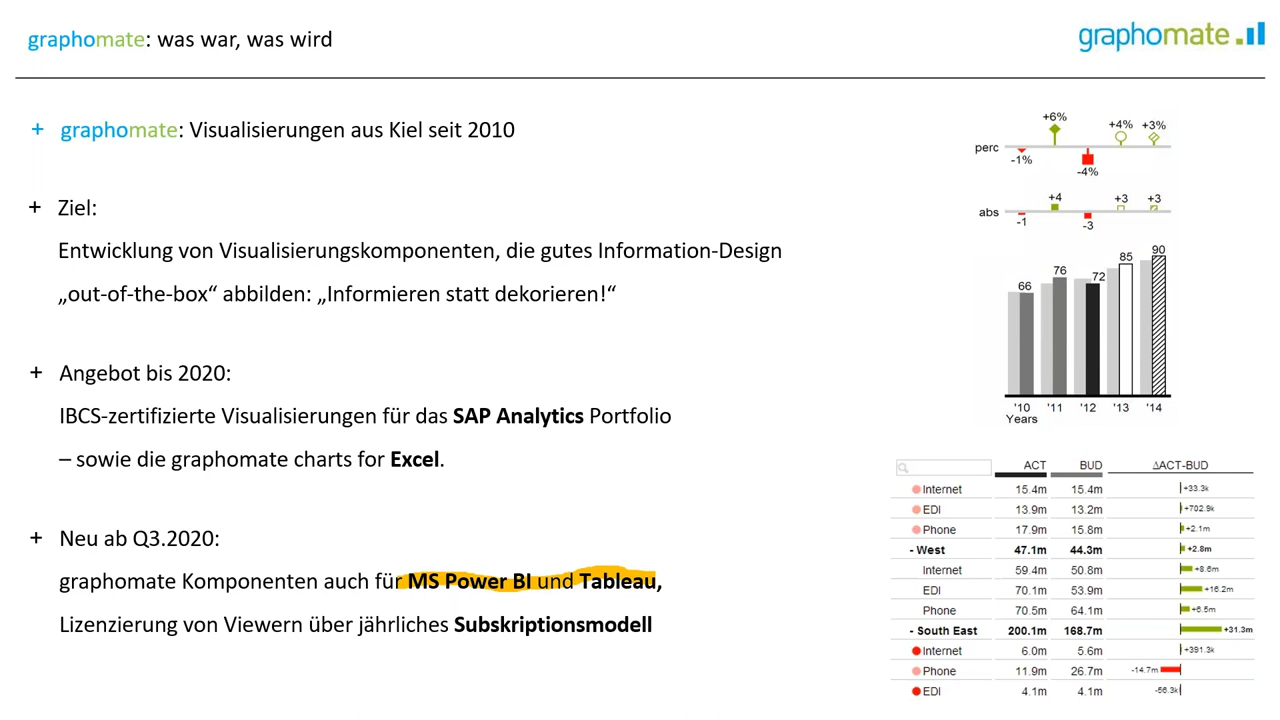 graphomate: was war, was wird
graphomate
+ graphomate: Visualisierungen aus Kiel seit 2010
+ Ziel:
Entwicklung von Visualisierungskomponenten, die gutes Information-Design
„out-of-the-box“ abbilden: „Informieren statt dekorieren!“
+ Angebot bis 2020:
IBCS-zertifizierte Visualisierungen für das SAP Analytics Portfolio
– sowie die graphomate charts for Excel.
+ Neu ab Q3.2020:
graphomate Komponenten auch für MS Power BI und Tableau,
Lizenzierung von Viewern über jährliches Subskriptionsmodell
+6% +4% +3%
perc
-1% -4%
+4 +3 +3
abs
-1 -3
66 76 72 85 90
'10 '11 '12 '13 '14
Years
ACT BUD ΔACT-BUD
Internet 15.4m 15.4m +33.3k
EDI 13.9m 13.2m +702.9k
Phone 17.9m 15.8m +2.1m
- West 47.1m 44.3m +2.8m
Internet 59.4m 50.8m +8.6m
EDI 70.1m 53.9m +16.2m
Phone 70.5m 64.1m +6.5m
- South East 200.1m 168.7m +31.3m
Internet 6.0m 5.6m +391.3k
Phone 11.9m 26.7m -14.7m
EDI 4.1m 4.1m -56.3k